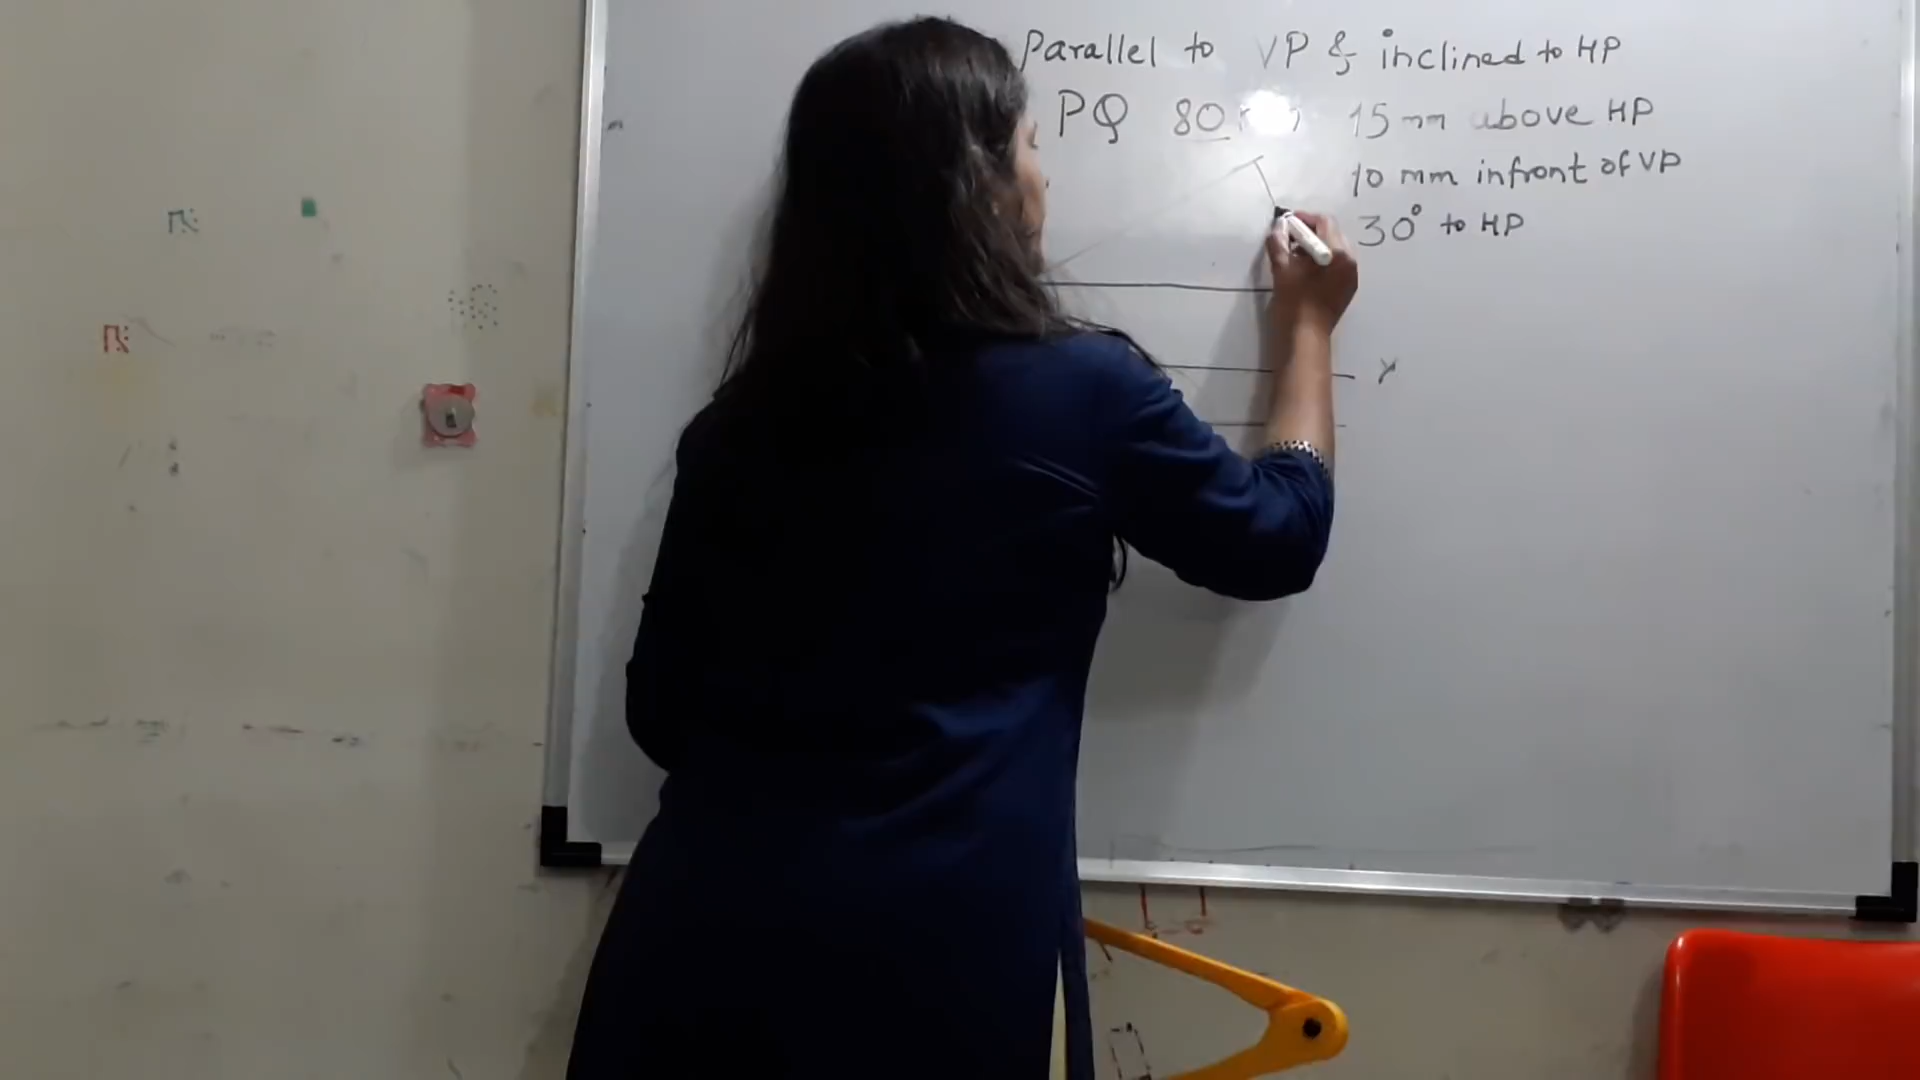 Parallel to VP & inclined to HP
PQ 80 15 mm above HP
10 mm infront of VP
30° to HP
Y